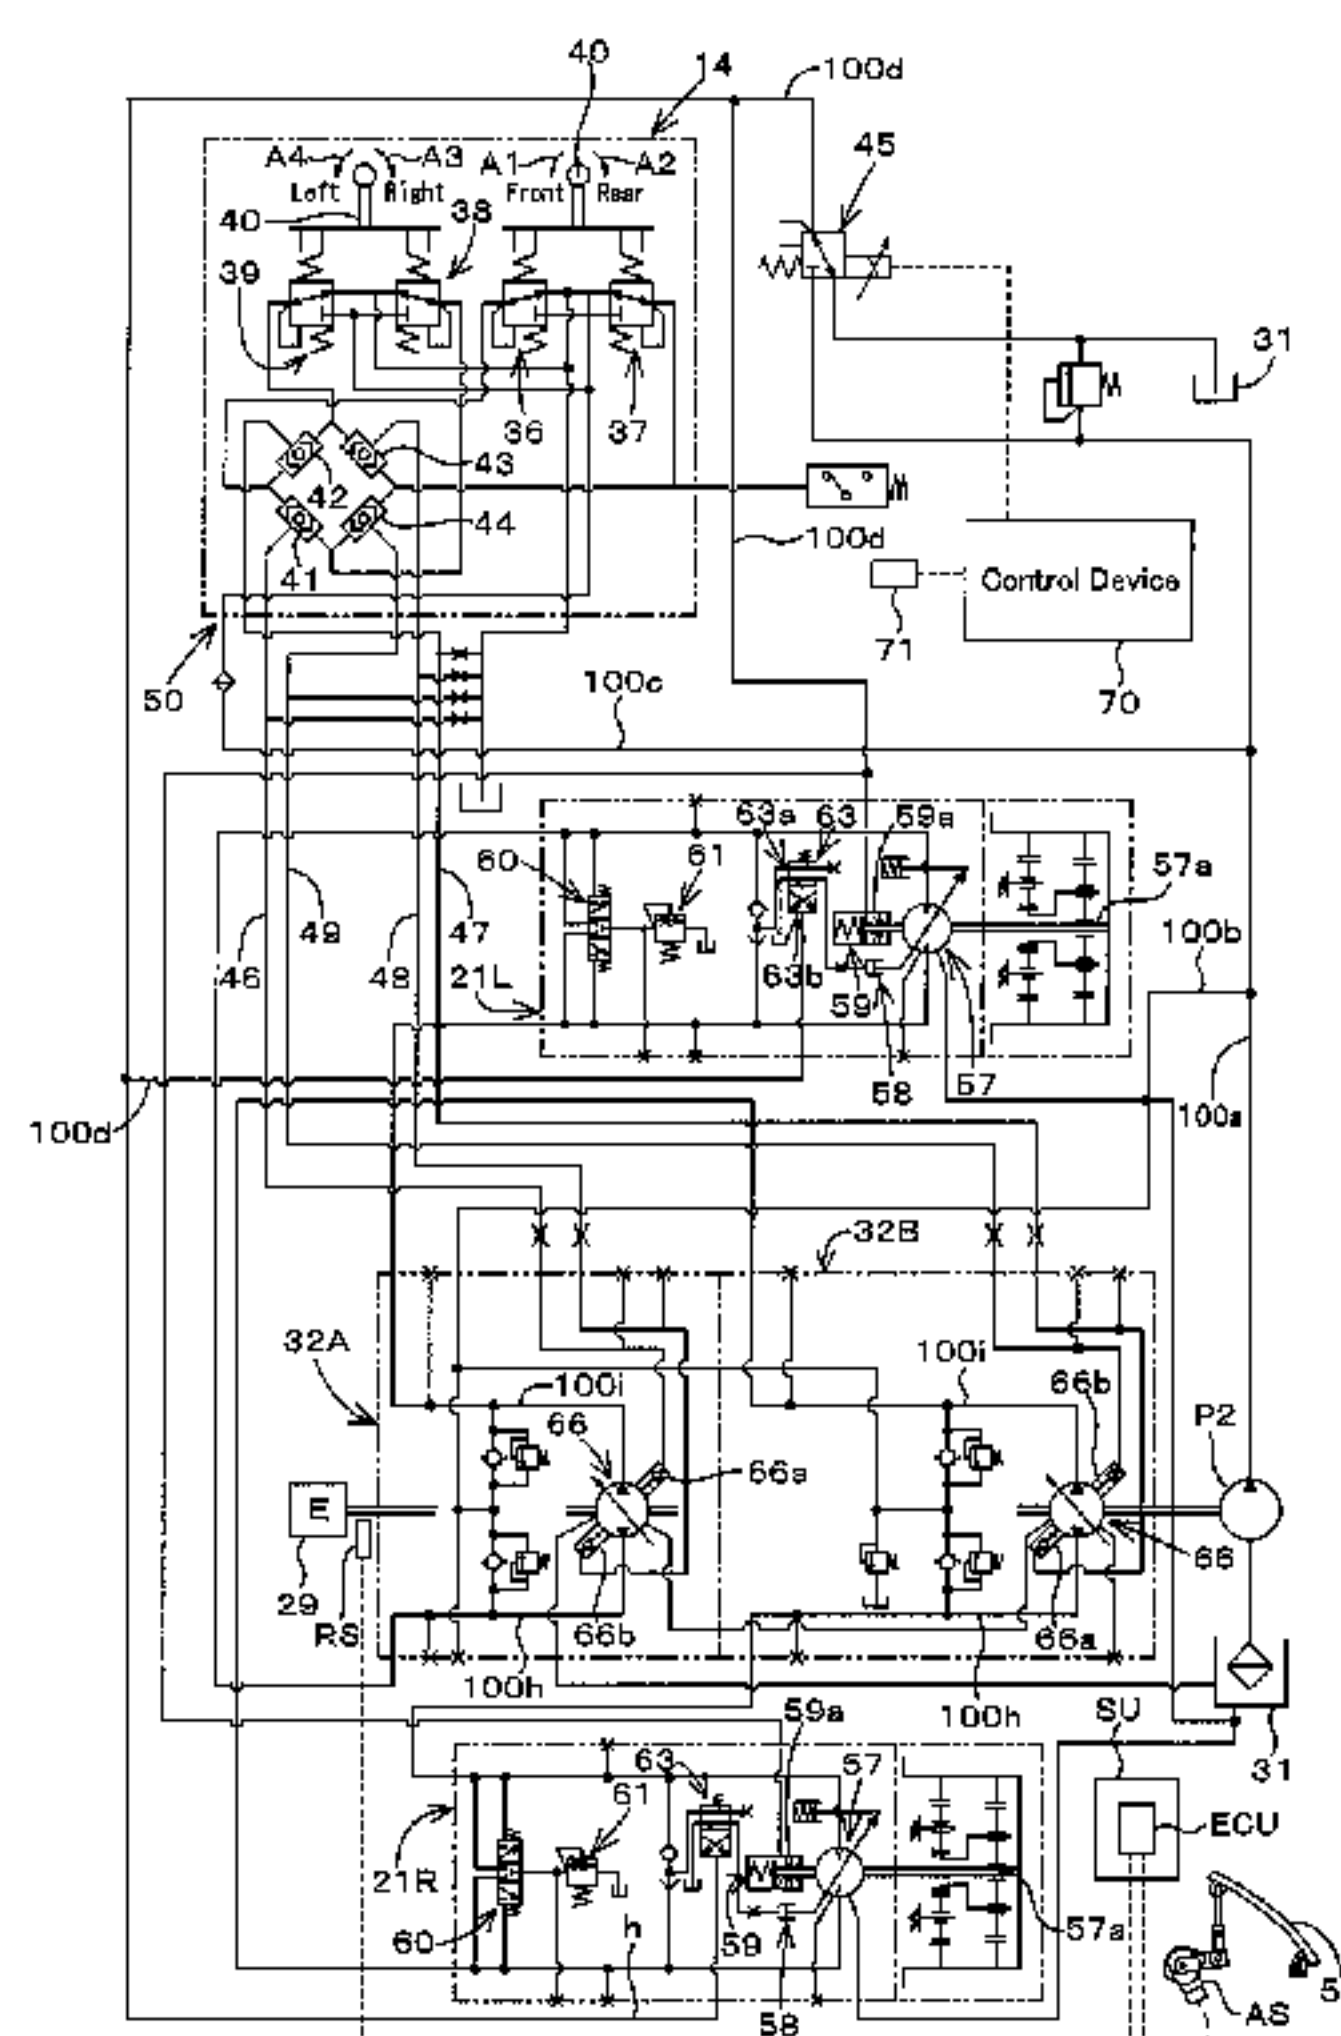 40
14
100d
A4
A3
A1
A2
45
Left
Right
Front
Rear
40
38
39
31
36
37
43
42
44
100d
41
Control Device
71
50
100c
70
63a
63
59a
60
61
57a
49
47
100b
46
48
21L
63b
59
58
57
100d
100a
32B
32A
100i
100i
66b
66
P2
66a
E
66
29
RS
66b
66a
100h
100h
SU
59a
31
63
57
61
ECU
21R
60
h
59
57a
5
58
AS